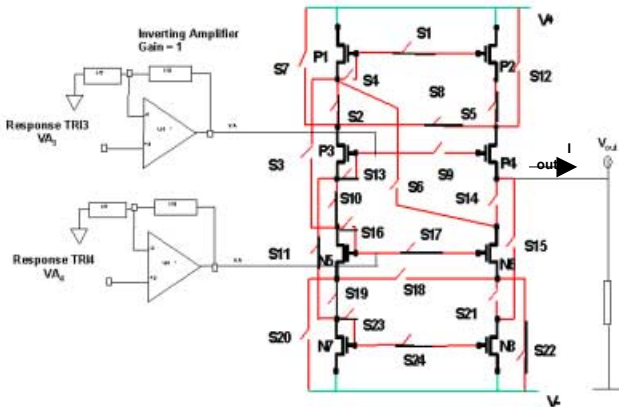 V+
Inverting Amplifier
Gain = 1
S1
P1
P2
S7
S4
S12
S8
S2
S5
Response TRI3
VA3
VA
S3
P3
P4
I
out
Vout
S13
S9
S10
S6
S14
S16
S17
S11
S15
Response TRI4
VA4
N5
N6
S18
S19
S20
S21
S23
N7
N8
S24
S22
V-